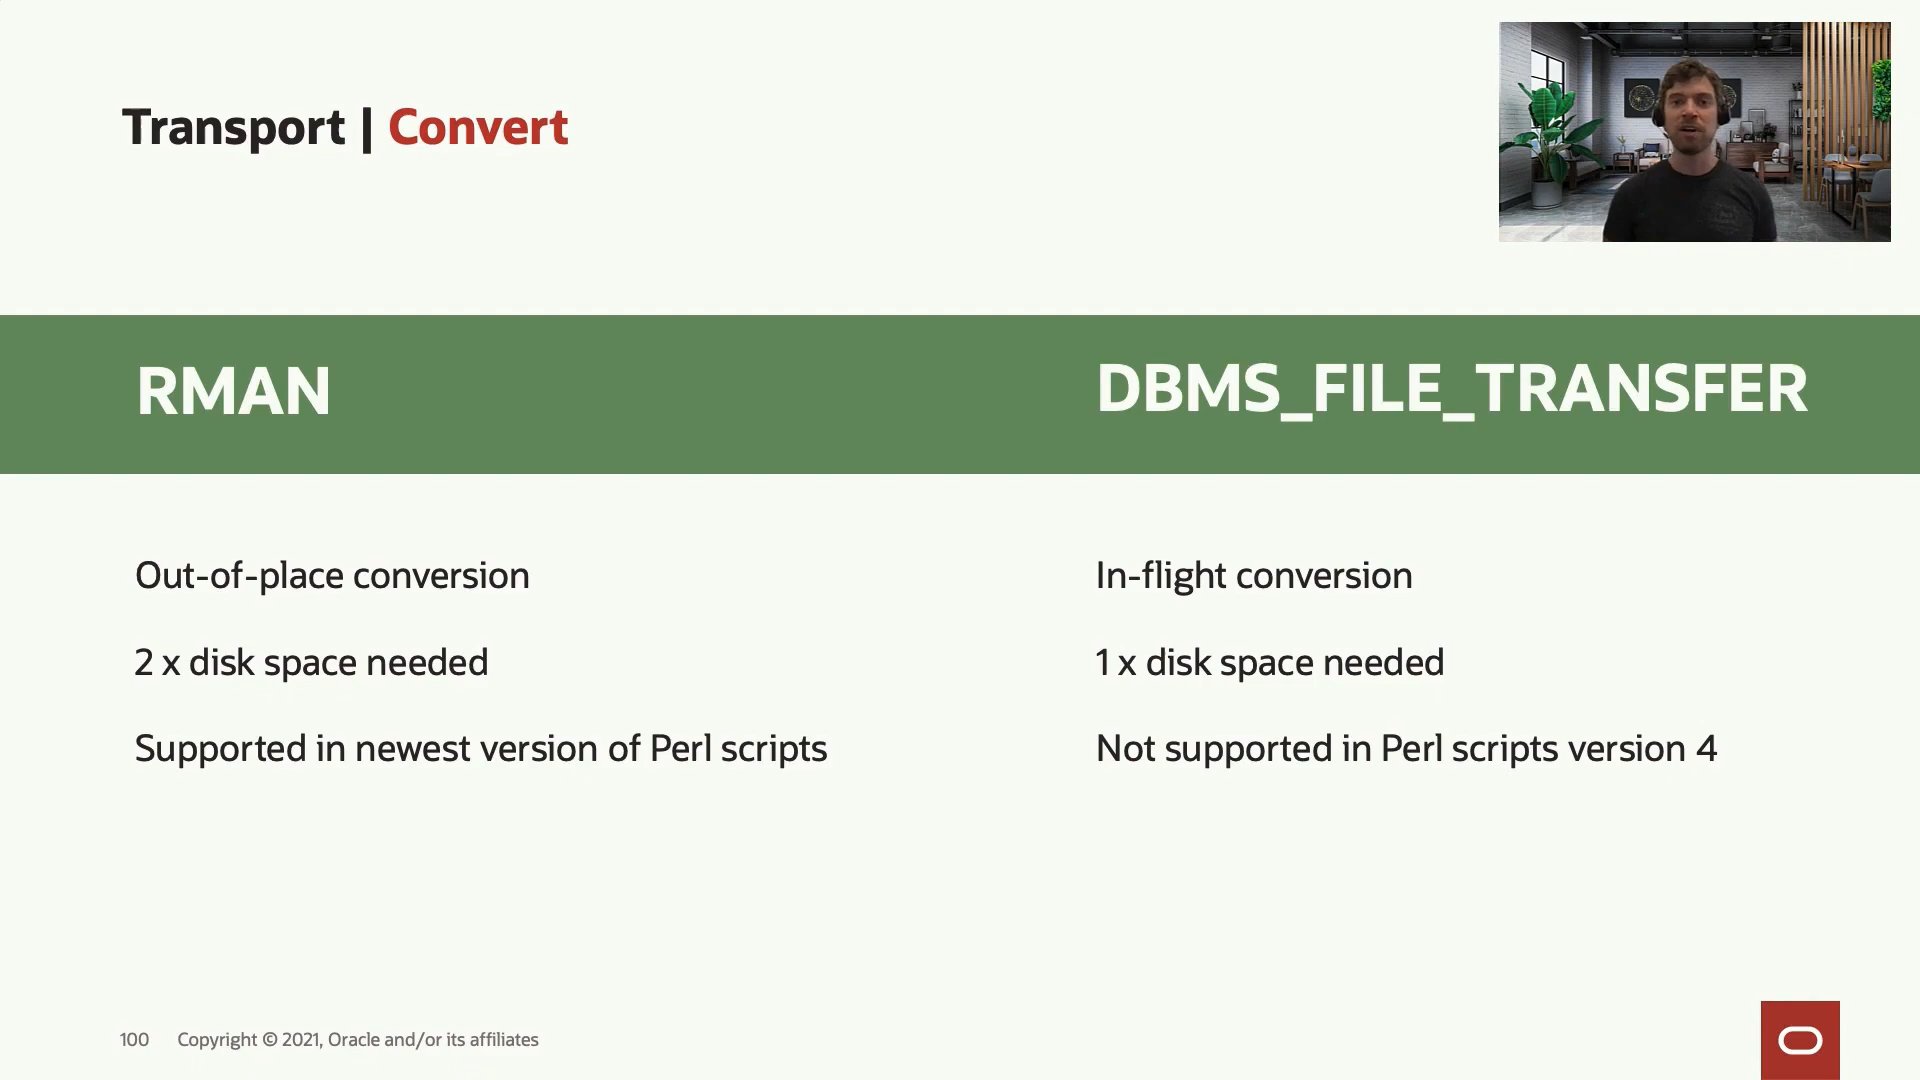 Transport | Convert
RMAN
DBMS_FILE_TRANSFER
Out-of-place conversion
In-flight conversion
2 x disk space needed
1 x disk space needed
Supported in newest version of Perl scripts
Not supported in Perl scripts version 4
100 Copyright © 2021, Oracle and/or its affiliates